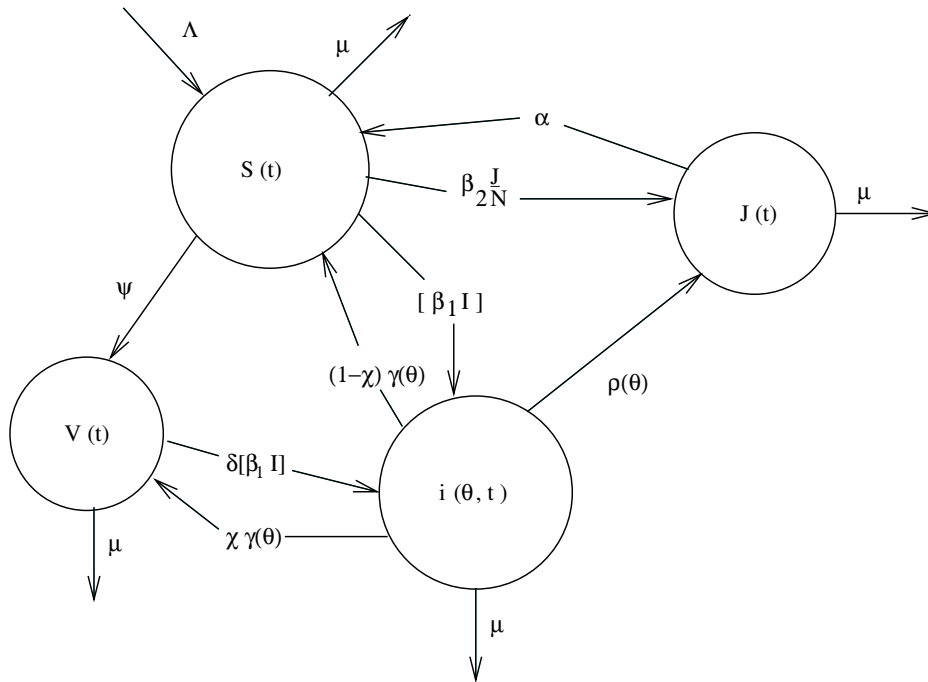 Λ
μ
α
S (t)
β₂ J/N
J (t)
μ
ψ
[ β₁ I ]
(1−χ) γ(θ)
ρ(θ)
V (t)
δ[β₁ I]
i (θ, t )
χ γ(θ)
μ
μ